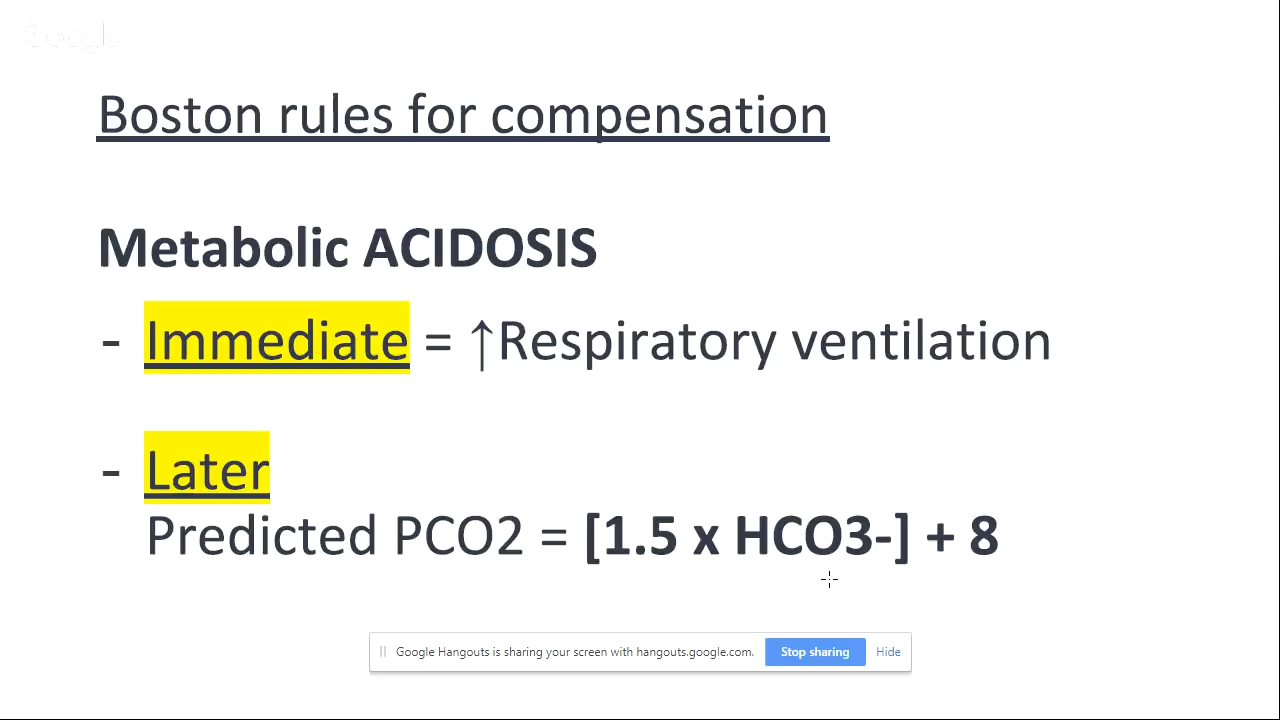 Google
Boston rules for compensation
Metabolic ACIDOSIS
- Immediate = ↑Respiratory ventilation
- Later
Predicted PCO2 = [1.5 x HCO3-] + 8
Google Hangouts is sharing your screen with hangouts.google.com. Stop sharing Hide